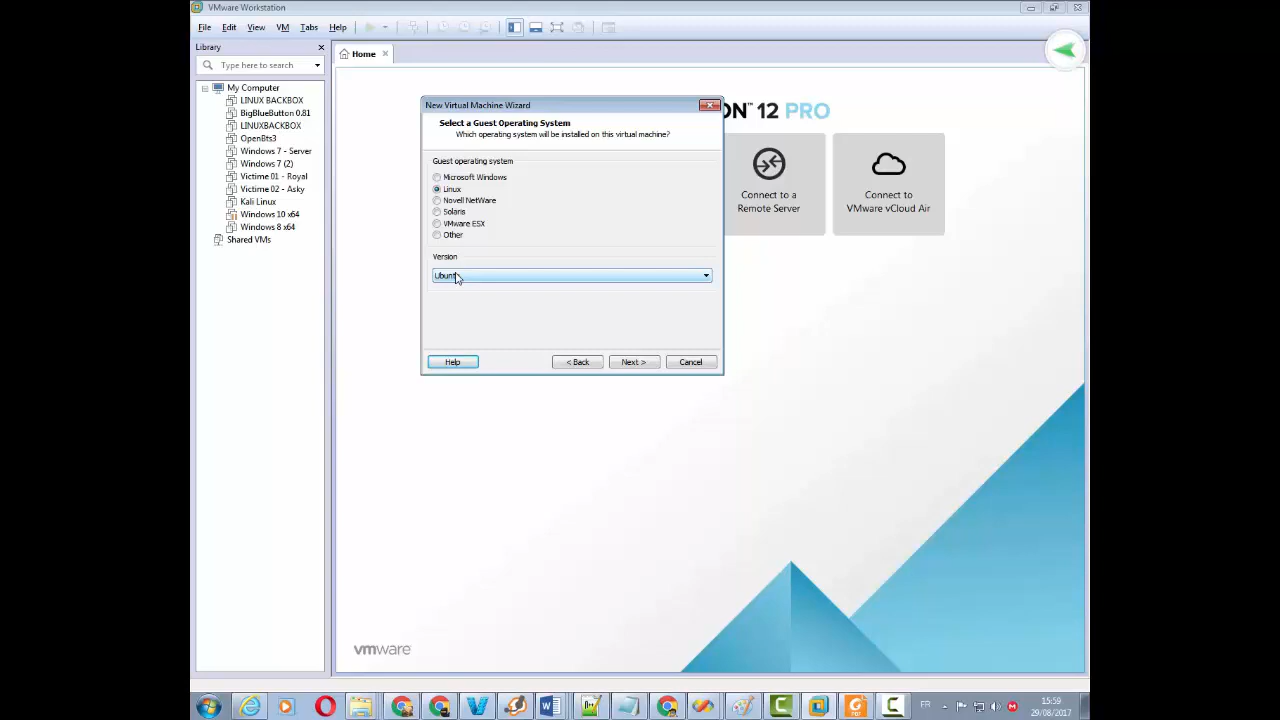 VMware Workstation
File Edit View VM Tabs Help
Library
Type here to search
My Computer
LINUX BACKBOX
BigBlueButton 0.81
LINUXBACKBOX
OpenBts3
Windows 7 - Server
Windows 7 (2)
Victime 01 - Royal
Victime 02 - Asky
Kali Linux
Windows 10 x64
Windows 8 x64
Shared VMs
Home
ON™ 12 PRO
Connect to a
Remote Server
Connect to
VMware vCloud Air
New Virtual Machine Wizard
Select a Guest Operating System
Which operating system will be installed on this virtual machine?
Guest operating system
Microsoft Windows
Linux
Novell NetWare
Solaris
VMware ESX
Other
Version
Help
< Back
Next >
Cancel
vmware
FR
15:59
29/08/2017